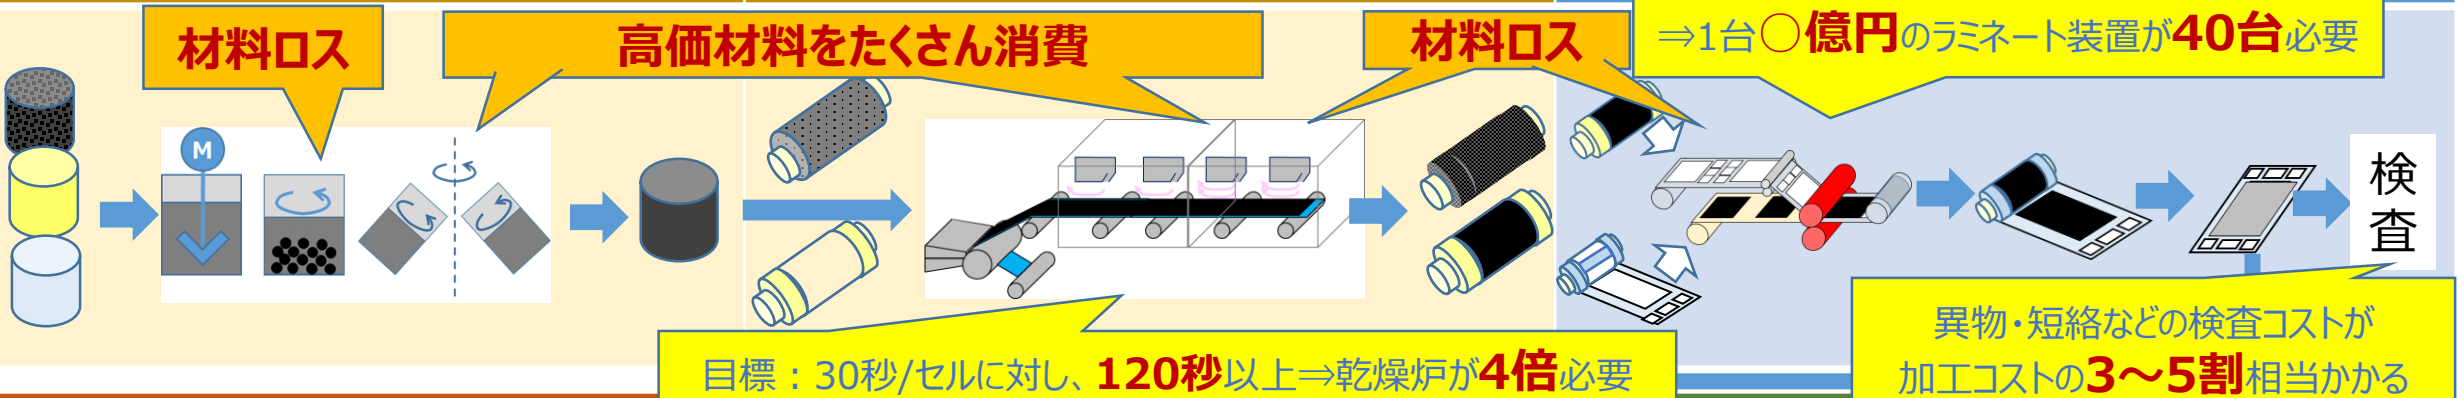 材料ロス
高価材料をたくさん消費
材料ロス
⇒1台○億円のラミネート装置が40台必要
M
検
査
目標：30秒/セルに対し、120秒以上⇒乾燥炉が4倍必要
異物・短絡などの検査コストが
加工コストの3～5割相当かかる